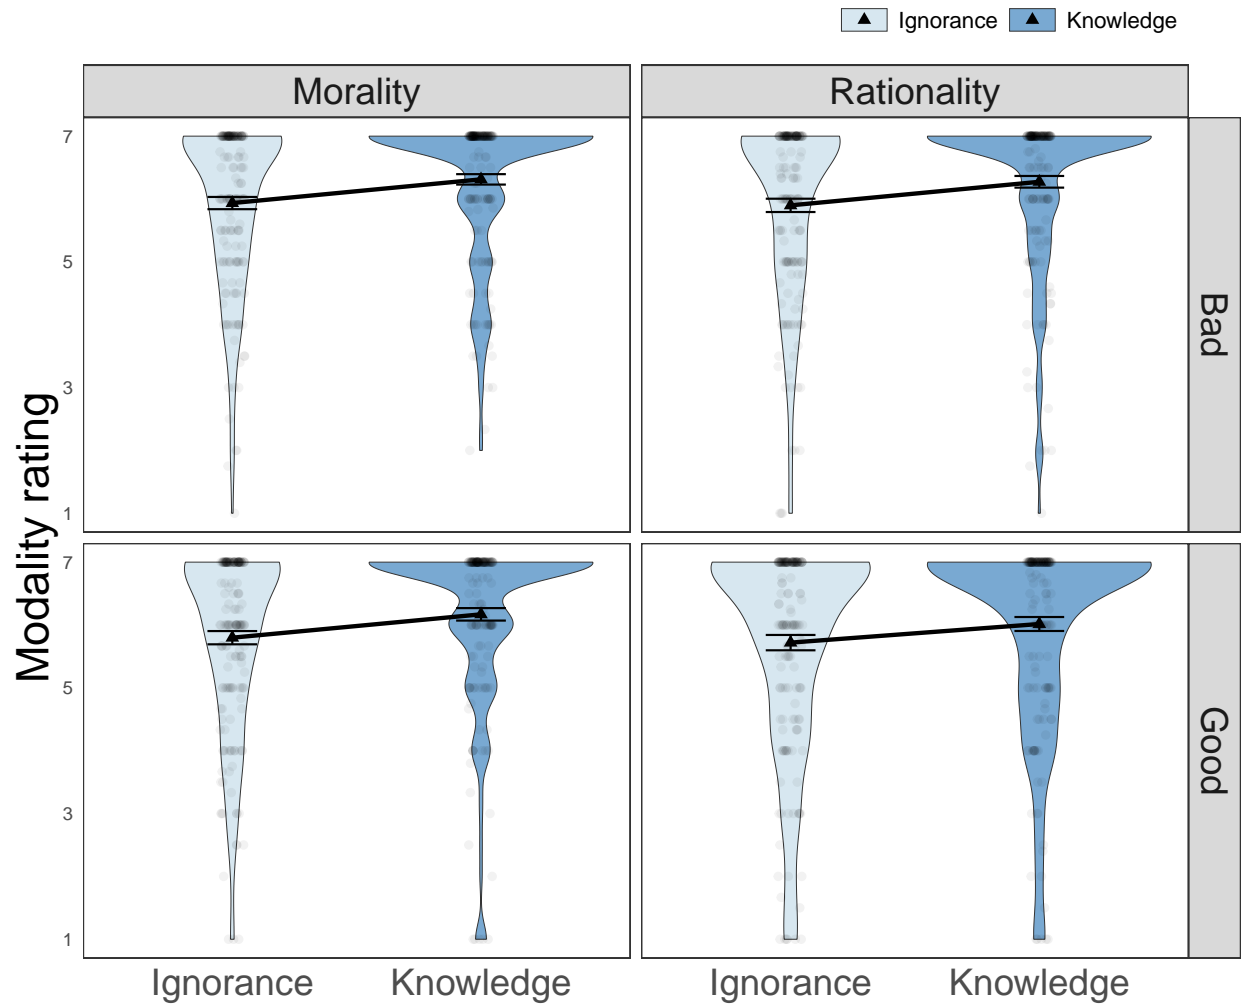 Ignorance Knowledge
Morality Rationality
Modality rating
7
5
3
1
Bad
7
5
3
1
Good
Ignorance Knowledge Ignorance Knowledge